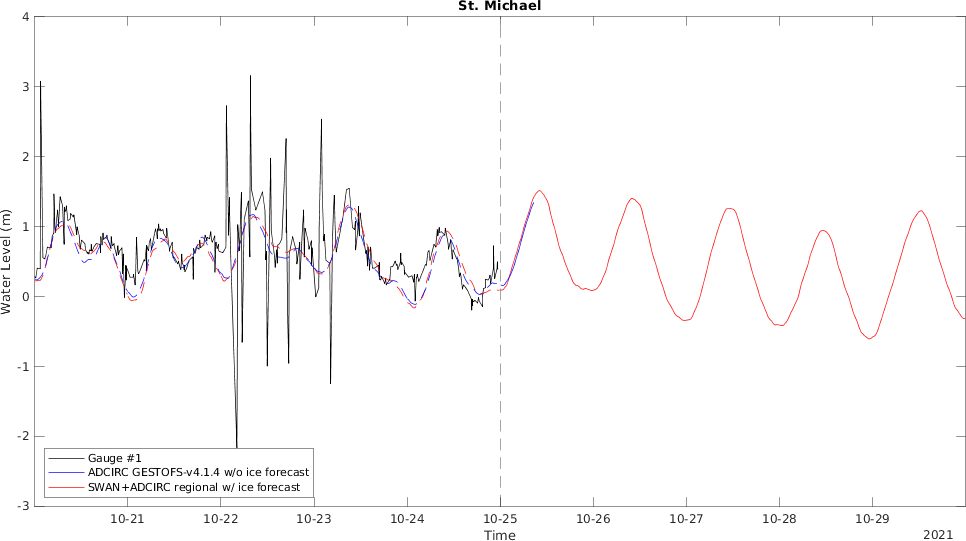 St. Michael
4
3
2
1
0
-1
-2
-3
Water Level (m)
Gauge #1
ADCIRC GESTOFS-v4.1.4 w/o ice forecast
SWAN+ADCIRC regional w/ ice forecast
10-21 10-22 10-23 10-24 10-25 10-26 10-27 10-28 10-29
Time
2021